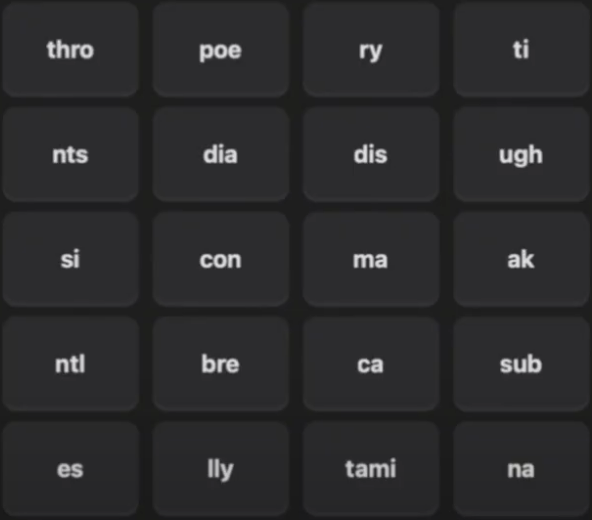 thro poe ry ti
nts dia dis ugh
si con ma ak
ntl bre ca sub
es lly tami na